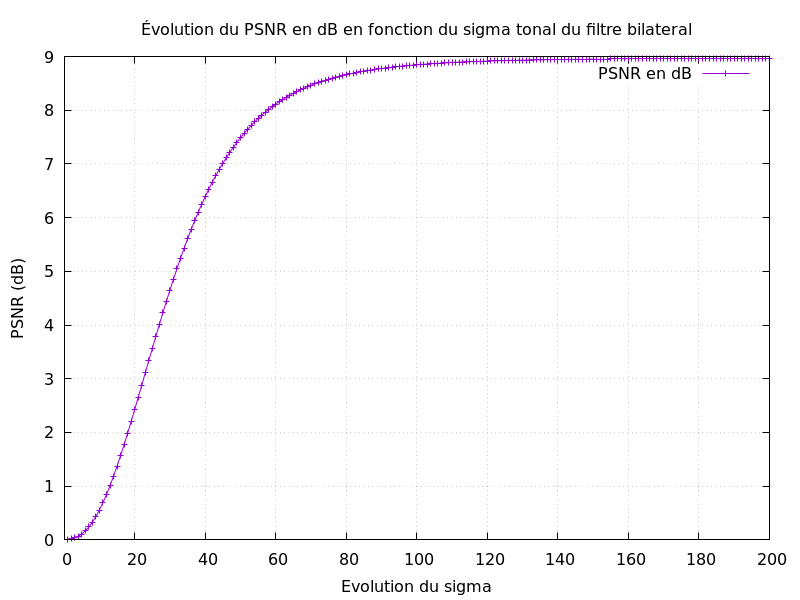 Évolution du PSNR en dB en fonction du sigma tonal du filtre bilateral
9
PSNR en dB
8
7
6
5
PSNR (dB)
4
3
2
1
0
0 20 40 60 80 100 120 140 160 180 200
Evolution du sigma